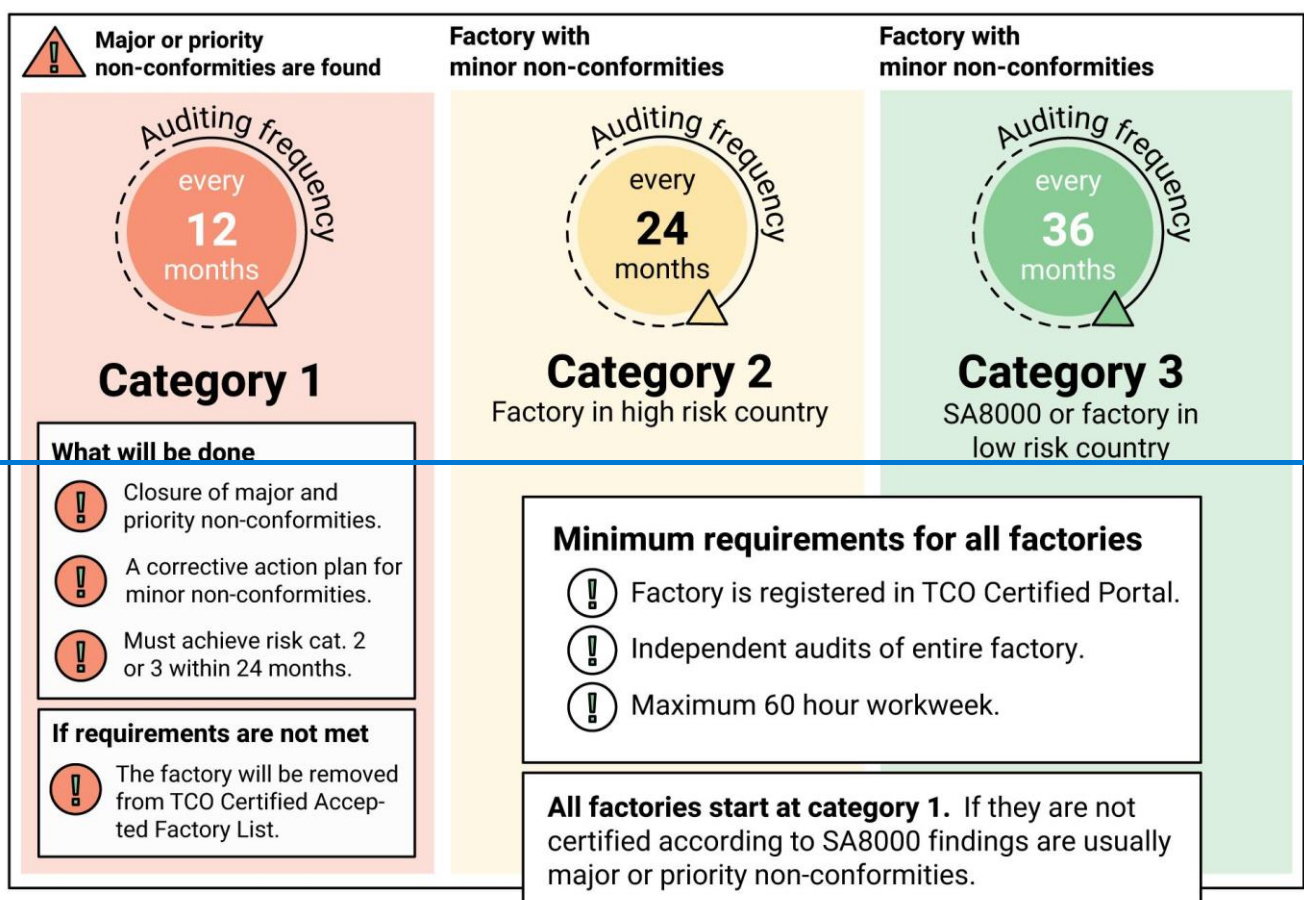 Major or priority
non-conformities are found
Auditing frequency
every
12
months
Category 1
What will be done
Closure of major and
priority non-conformities.
A corrective action plan for
minor non-conformities.
Must achieve risk cat. 2
or 3 within 24 months.
If requirements are not met
The factory will be removed
from TCO Certified Accep-
ted Factory List.
Factory with
minor non-conformities
Auditing frequency
every
24
months
Category 2
Factory in high risk country
Factory with
minor non-conformities
Auditing frequency
every
36
months
Category 3
SA8000 or factory in
low risk country
Minimum requirements for all factories
Factory is registered in TCO Certified Portal.
Independent audits of entire factory.
Maximum 60 hour workweek.
All factories start at category 1. If they are not
certified according to SA8000 findings are usually
major or priority non-conformities.